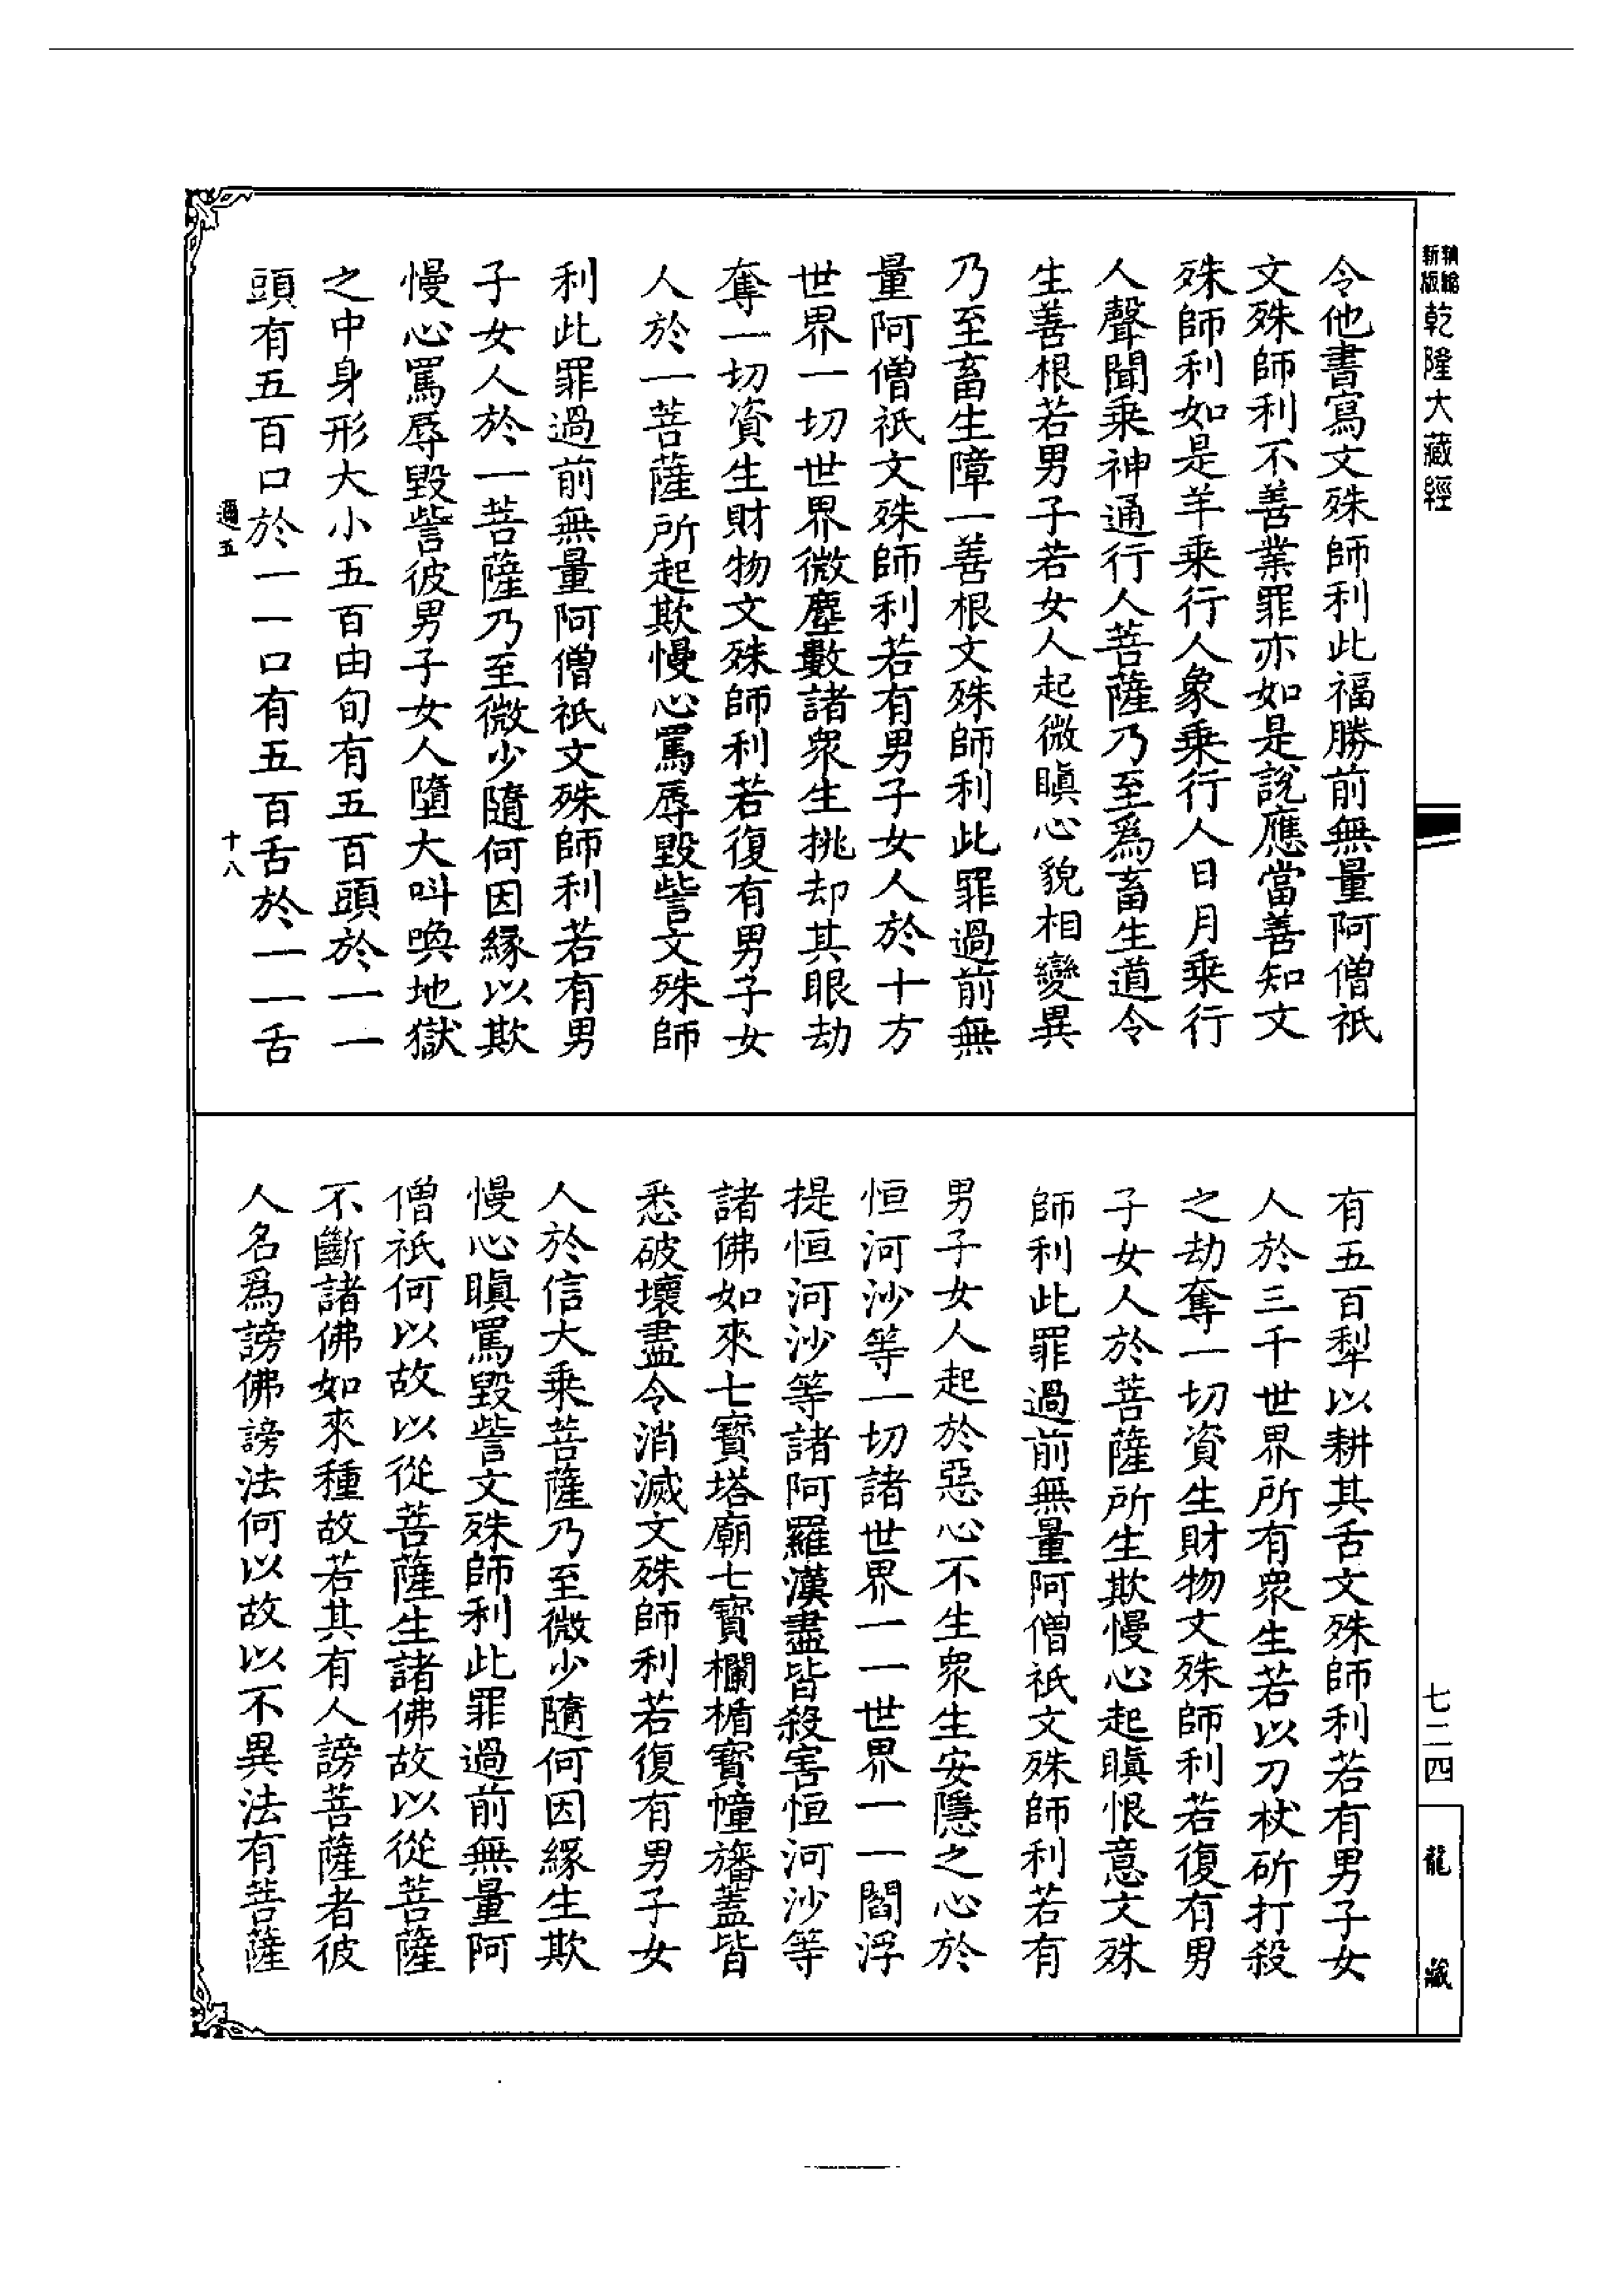 新版
乾隆大藏經
令他書寫文殊師利此福勝前無量阿僧祇
文殊師利不善業罪亦如是說應當善知文
殊師利如是羊乘行人象乘行人日月乘行
人聲聞乘神通行人菩薩乃至爲畜生道令
生善根若男子若女人起微瞋心貌相變異
乃至畜生障一善根文殊師利此罪過前無
量阿僧祇文殊師利若有男子女人於十方
世界一切世界微塵數諸眾生挑却其眼劫
奪一切資生財物文殊師利若復有男子女
人於一菩薩所起欺慢心罵辱毀訾文殊師
利此罪過前無量阿僧祇文殊師利若有男
子女人於一菩薩乃至微少隨何因緣以欺
慢心罵辱毀訾彼男子女人墮大叫喚地獄
之中身形大小五百由旬有五百頭於一一
頭有五百口於一一口有五百舌於一一舌
五
十八
有五百犁以耕其舌文殊師利若有男子女
人於三千世界所有眾生若以刀杖斫打殺
之劫奪一切資生財物文殊師利若復有男
子女人於菩薩所生欺慢心起瞋恨意文殊
師利此罪過前無量阿僧祇文殊師利若有
男子女人起於惡心不生眾生安隱之心於
恒河沙等一切諸世界一一世界一一閻浮
提恒河沙等諸阿羅漢盡皆殺害恒河沙等
諸佛如來七寶塔廟七寶欄楯寶幢旛蓋皆
悉破壞盡令消滅文殊師利若復有男子女
人於信大乘菩薩乃至微少隨何因緣生欺
慢心瞋罵毀訾文殊師利此罪過前無量阿
僧祇何以故以從菩薩生諸佛故以從菩薩
不斷諸佛如來種故若其有人謗菩薩者彼
人名爲謗佛謗法何以故以不異法有菩薩
七二四
龍
藏